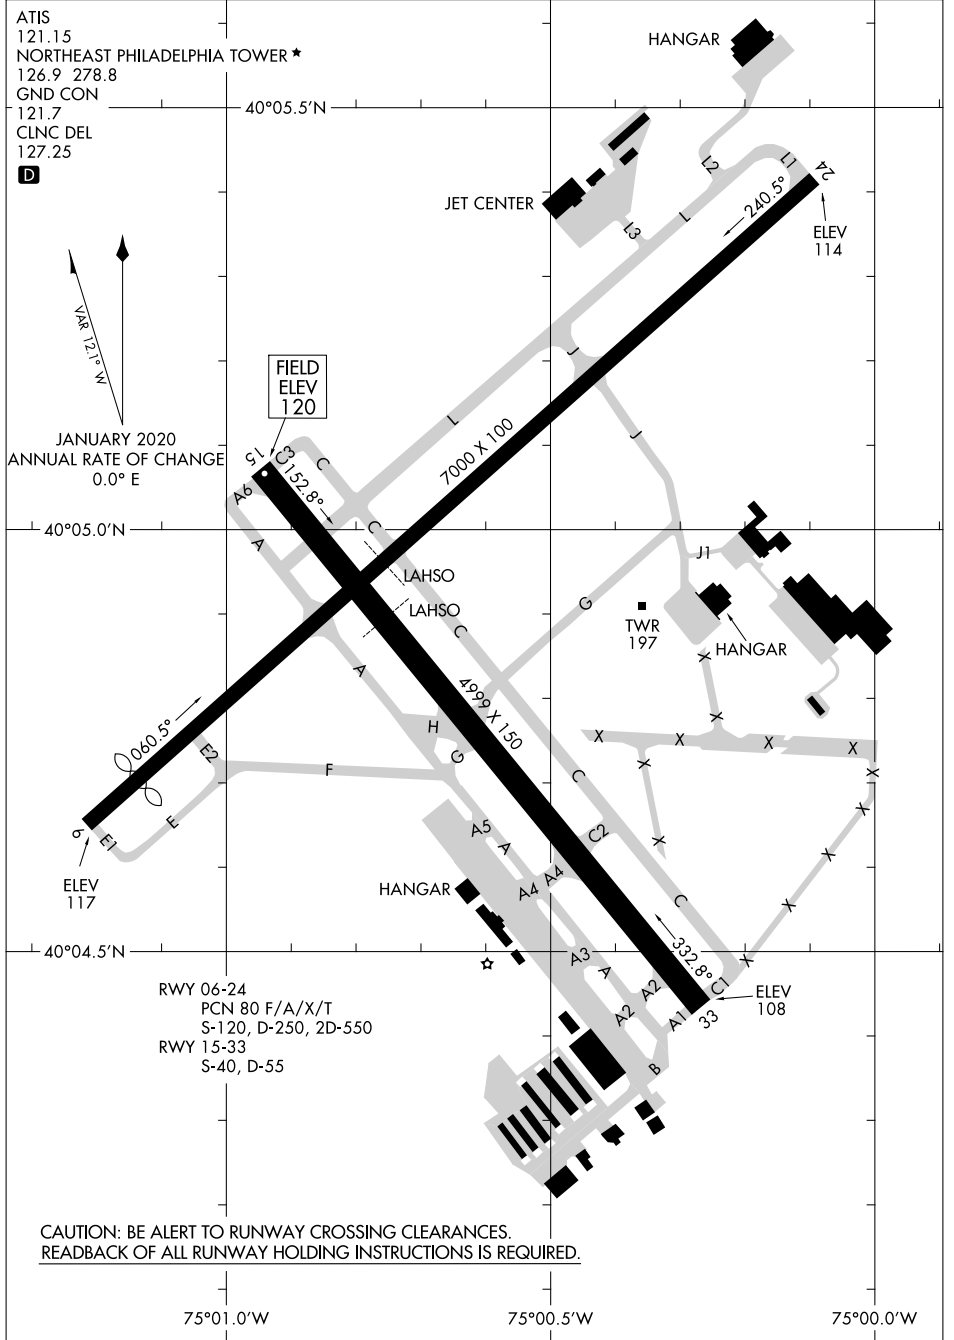 ATIS
121.15
NORTHEAST PHILADELPHIA TOWER ★
126.9 278.8
GND CON
121.7
CLNC DEL
127.25
D
HANGAR
40°05.5'N
JET CENTER
L2
L1
24
L
L3
240.5°
ELEV
114
VAR 12.1° W
JANUARY 2020
ANNUAL RATE OF CHANGE
0.0° E
FIELD
ELEV
120
J
L
J
7000 X 100
15
C3
C
152.8°
A6
40°05.0'N
C
A
J1
LAHSO
LAHSO
G
TWR
197
HANGAR
C
A
X
4999 X 150
X
H
X
X
X
X
060.5°
E2
G
F
X
C
X
X
E
E1
6
A5
A
C2
X
X
ELEV
117
HANGAR
A4
A4
C
X
40°04.5'N
A3
A
332.8°
X
RWY 06-24
PCN 80 F/A/X/T
S-120, D-250, 2D-550
RWY 15-33
S-40, D-55
A2
A2
C1
A1
33
ELEV
108
B
CAUTION: BE ALERT TO RUNWAY CROSSING CLEARANCES.
READBACK OF ALL RUNWAY HOLDING INSTRUCTIONS IS REQUIRED.
75°01.0'W
75°00.5'W
75°00.0'W